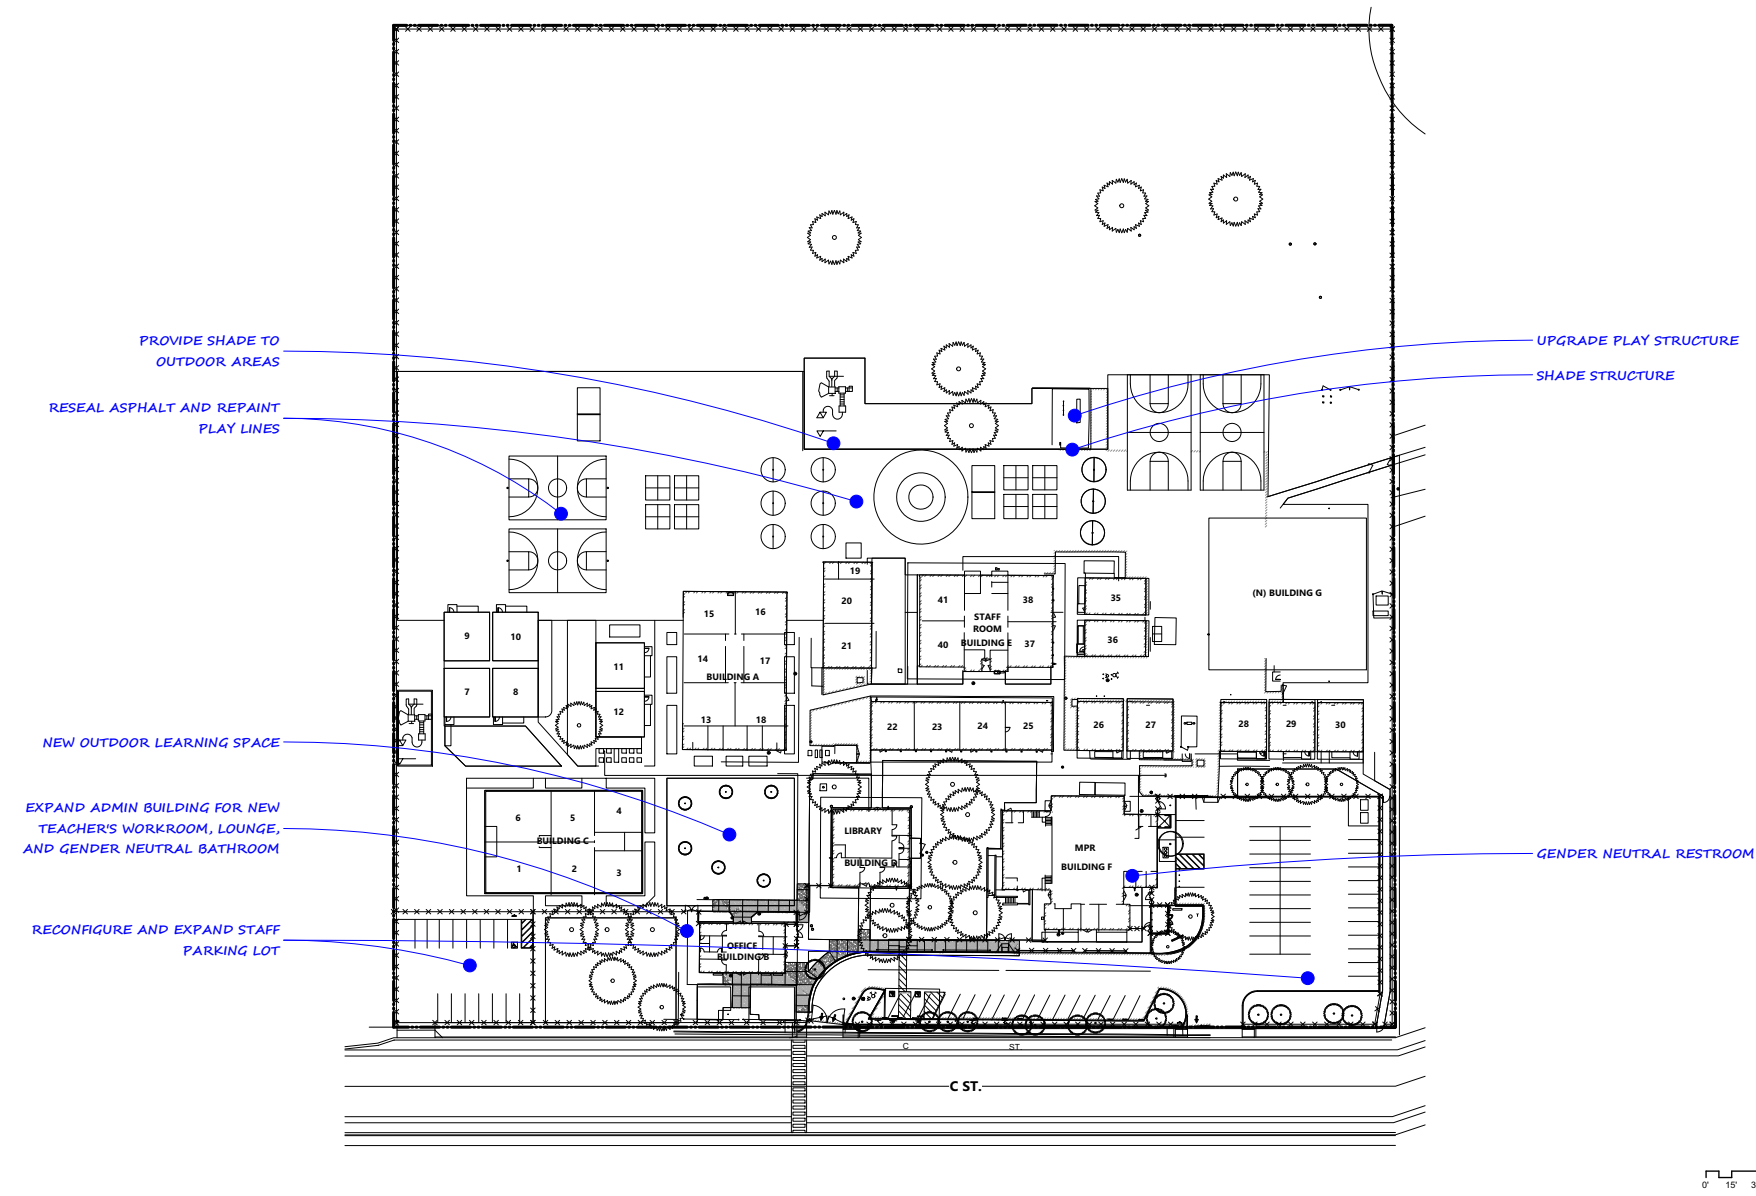 PROVIDE SHADE TO
OUTDOOR AREAS
RESEAL ASPHALT AND REPAINT
PLAY LINES
NEW OUTDOOR LEARNING SPACE
EXPAND ADMIN BUILDING FOR NEW
TEACHER'S WORKROOM, LOUNGE,
AND GENDER NEUTRAL BATHROOM
RECONFIGURE AND EXPAND STAFF
PARKING LOT
UPGRADE PLAY STRUCTURE
SHADE STRUCTURE
GENDER NEUTRAL RESTROOM
19
20
21
41
38
STAFF
ROOM
BUILDING E
40
37
35
36
(N) BUILDING G
15
16
14
17
BUILDING A
13
18
9
10
7
8
11
12
22
23
24
25
26
27
28
29
30
6
5
4
BUILDING C
1
2
3
LIBRARY
BUILDING D
MPR
BUILDING F
OFFICE
BUILDING B
C ST.
C ST.
0' 15' 3